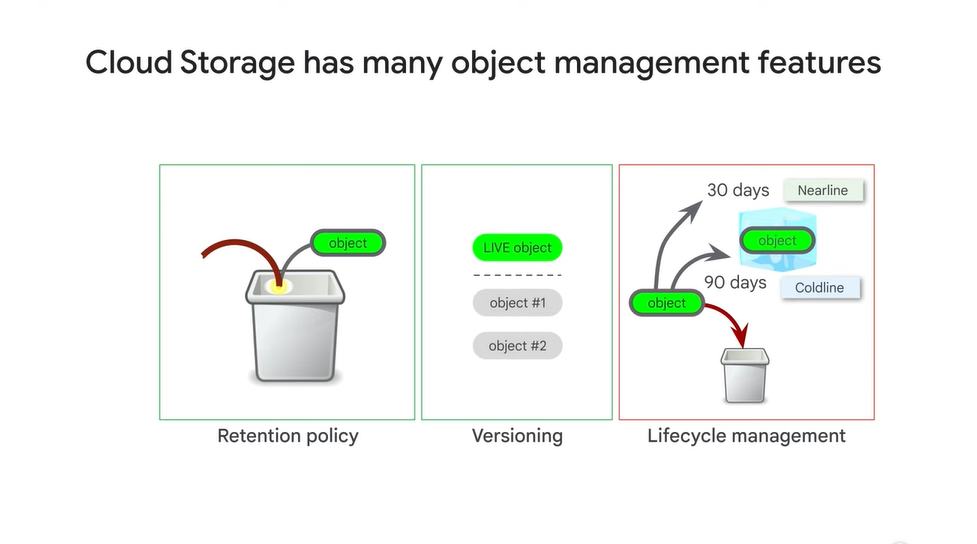 Cloud Storage has many object management features
object
Retention policy
LIVE object
object #1
object #2
Versioning
30 days
Nearline
object
90 days
Coldline
object
Lifecycle management